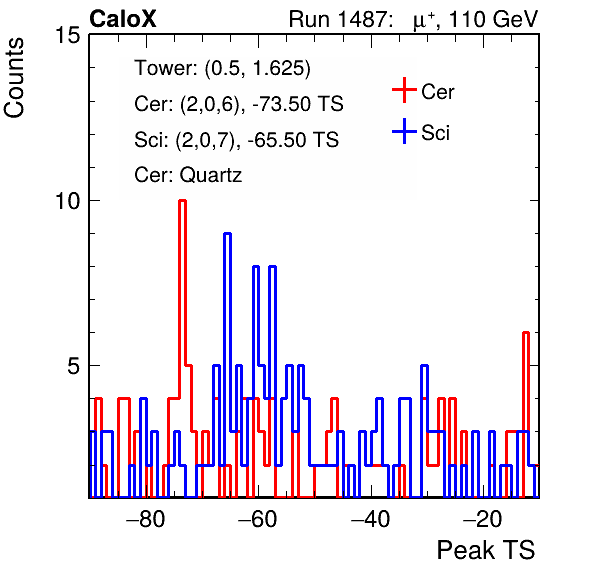 CaloX Run 1487: μ⁺, 110 GeV
Counts
15
Tower: (0.5, 1.625)
Cer: (2,0,6), -73.50 TS
Sci: (2,0,7), -65.50 TS
Cer: Quartz
Cer
Sci
10
5
−80 −60 −40 −20
Peak TS